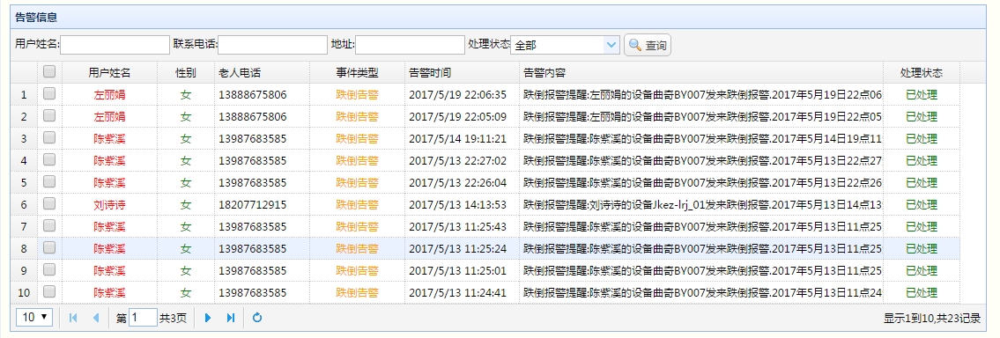 告警信息
用户姓名: 联系电话: 地址: 处理状态 全部 查询
用户姓名 性别 老人电话 事件类型 告警时间 告警内容 处理状态
1 左丽娟 女 13888675806 跌倒告警 2017/5/19 22:06:35 跌倒报警提醒:左丽娟的设备曲奇BY007发来跌倒报警.2017年5月19日22点06 已处理
2 左丽娟 女 13888675806 跌倒告警 2017/5/19 22:05:09 跌倒报警提醒:左丽娟的设备曲奇BY007发来跌倒报警.2017年5月19日22点05 已处理
3 陈紫溪 女 13987683585 跌倒告警 2017/5/14 19:11:21 跌倒报警提醒:陈紫溪的设备曲奇BY007发来跌倒报警.2017年5月14日19点11 已处理
4 陈紫溪 女 13987683585 跌倒告警 2017/5/13 22:27:02 跌倒报警提醒:陈紫溪的设备曲奇BY007发来跌倒报警.2017年5月13日22点27 已处理
5 陈紫溪 女 13987683585 跌倒告警 2017/5/13 22:26:04 跌倒报警提醒:陈紫溪的设备曲奇BY007发来跌倒报警.2017年5月13日22点26 已处理
6 刘诗诗 女 18207712915 跌倒告警 2017/5/13 14:13:53 跌倒报警提醒:刘诗诗的设备Jkez-lrj_01发来跌倒报警.2017年5月13日14点13 已处理
7 陈紫溪 女 13987683585 跌倒告警 2017/5/13 11:25:43 跌倒报警提醒:陈紫溪的设备曲奇BY007发来跌倒报警.2017年5月13日11点25 已处理
8 陈紫溪 女 13987683585 跌倒告警 2017/5/13 11:25:24 跌倒报警提醒:陈紫溪的设备曲奇BY007发来跌倒报警.2017年5月13日11点25 已处理
9 陈紫溪 女 13987683585 跌倒告警 2017/5/13 11:25:01 跌倒报警提醒:陈紫溪的设备曲奇BY007发来跌倒报警.2017年5月13日11点25 已处理
10 陈紫溪 女 13987683585 跌倒告警 2017/5/13 11:24:41 跌倒报警提醒:陈紫溪的设备曲奇BY007发来跌倒报警.2017年5月13日11点24 已处理
10 第 1 共3页 显示1到10,共23记录